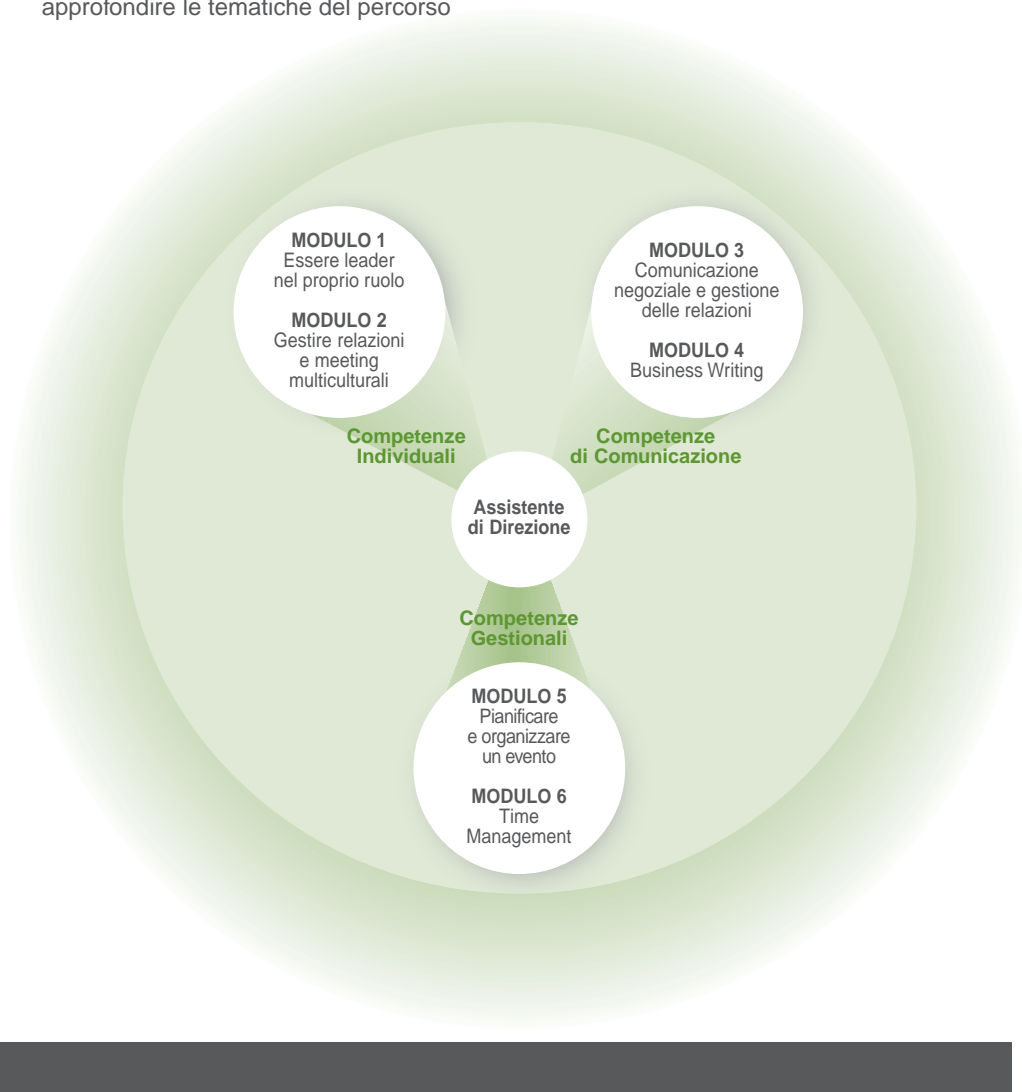 approfondire le tematiche del percorso
MODULO 1
Essere leader
nel proprio ruolo
MODULO 2
Gestire relazioni
e meeting
multiculturali
MODULO 3
Comunicazione
negoziale e gestione
delle relazioni
MODULO 4
Business Writing
Competenze
Individuali
Competenze
di Comunicazione
Assistente
di Direzione
Competenze
Gestionali
MODULO 5
Pianificare
e organizzare
un evento
MODULO 6
Time
Management